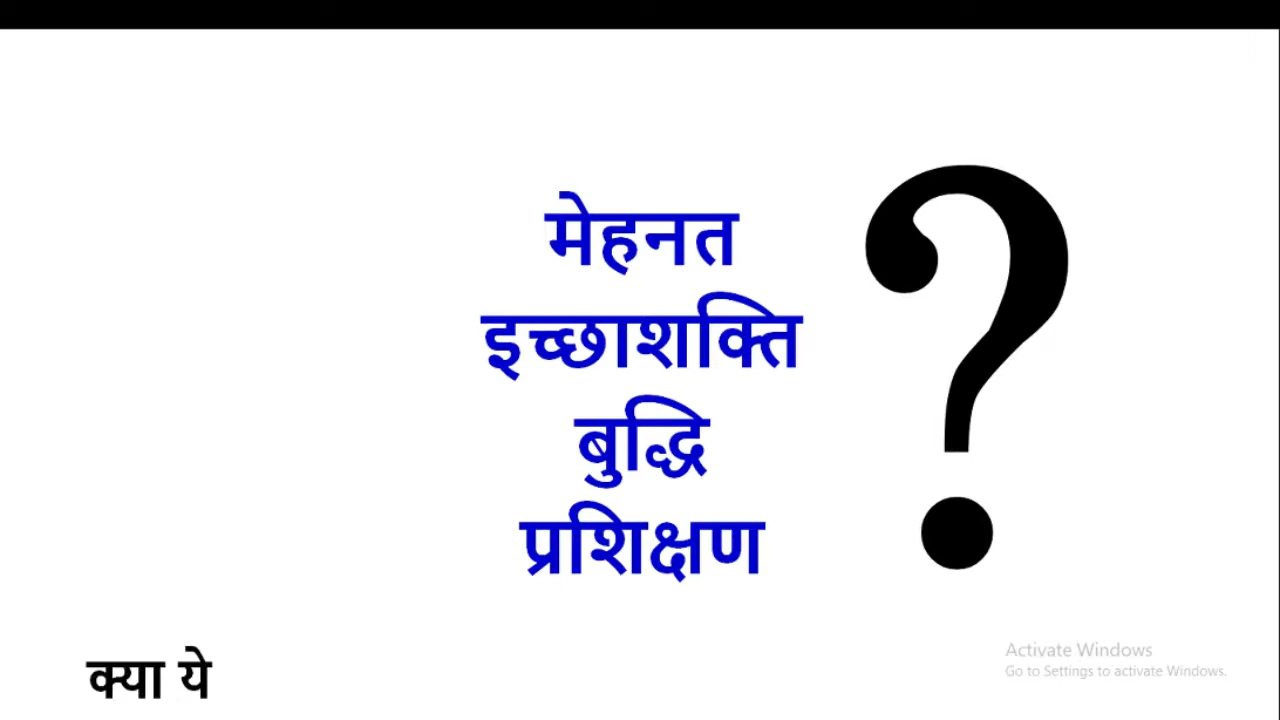 मेहनत
इच्छाशक्ति
बुद्धि
प्रशिक्षण
?
क्या ये
Activate Windows
Go to Settings to activate Windows.